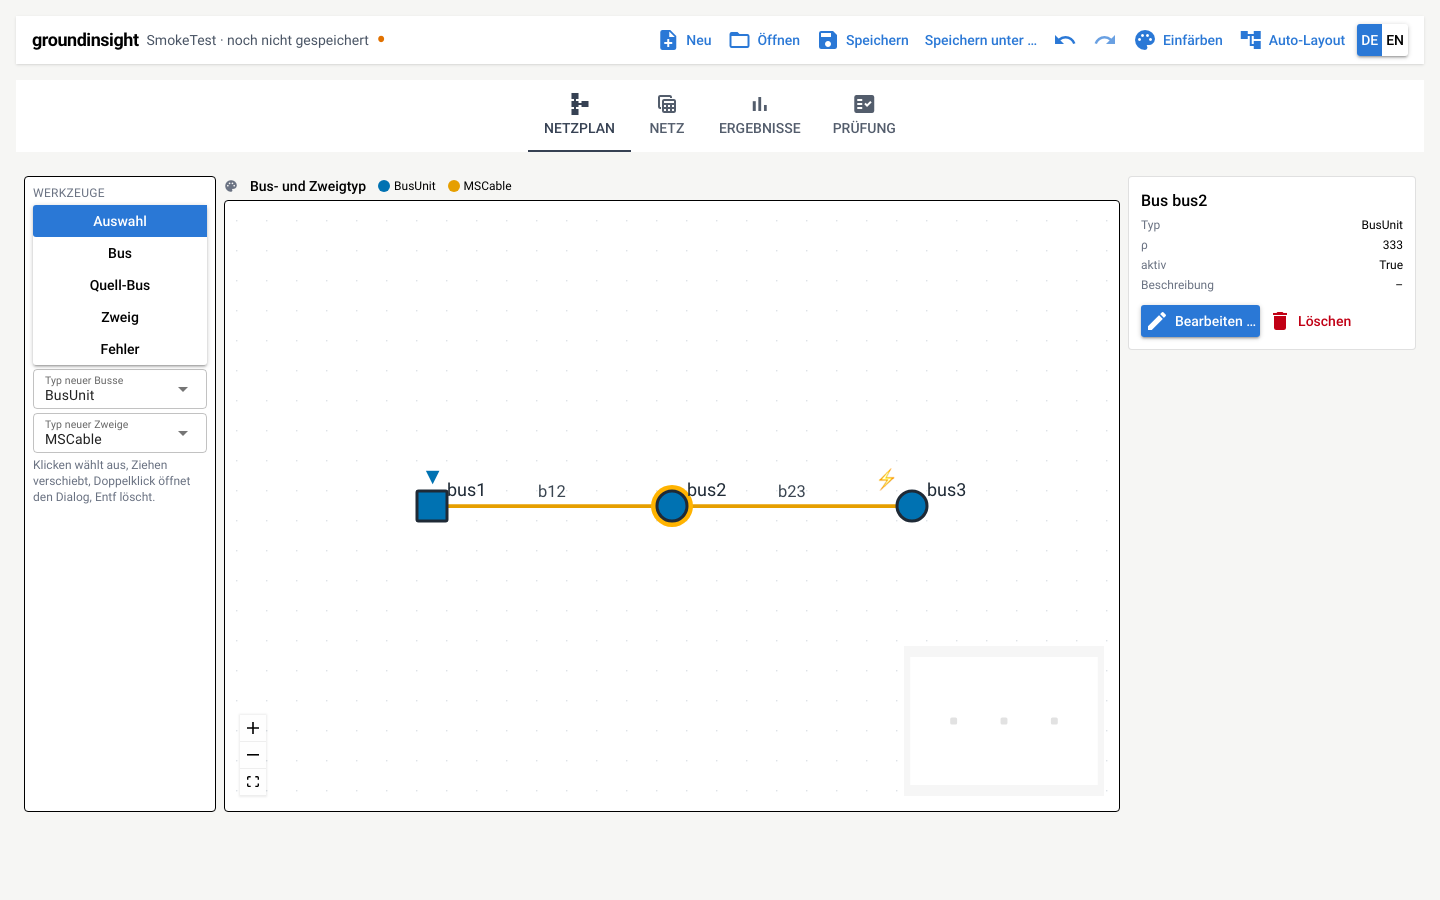 groundinsight SmokeTest · noch nicht gespeichert
Neu
Öffnen
Speichern
Speichern unter ...
Einfärben
Auto-Layout
DE EN
NETZPLAN
NETZ
ERGEBNISSE
PRÜFUNG
WERKZEUGE
Auswahl
Bus
Quell-Bus
Zweig
Fehler
Typ neuer Busse
BusUnit
Typ neuer Zweige
MSCable
Klicken wählt aus, Ziehen
verschiebt, Doppelklick öffnet
den Dialog, Entf löscht.
Bus- und Zweigtyp BusUnit MSCable
bus1
b12
bus2
b23
bus3
Bus bus2
Typ BusUnit
ρ 333
aktiv True
Beschreibung –
Bearbeiten ...
Löschen